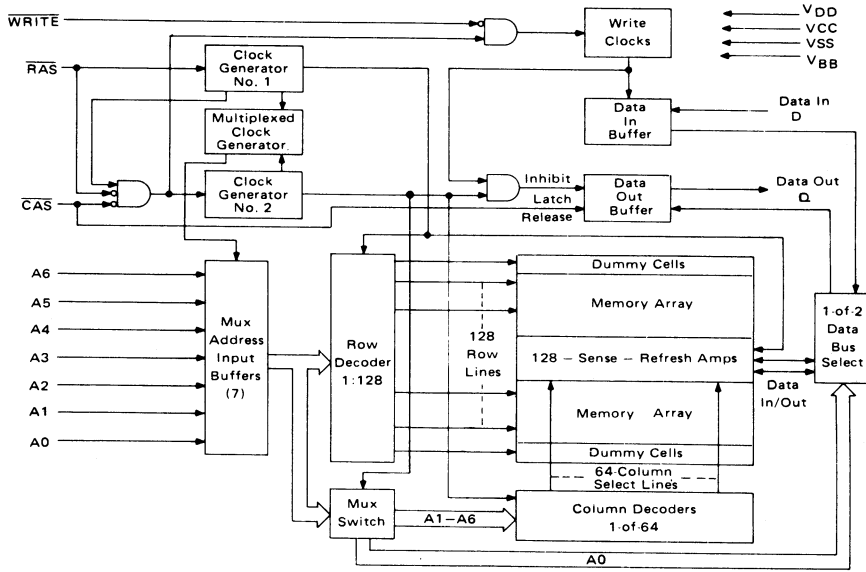 WRITE
Write
Clocks
VDD
VCC
VSS
VBB
RAS
Clock
Generator
No. 1
Multiplexed
Clock
Generator.
Data
In
Buffer
Data In
D
Clock
Generator
No. 2
CAS
Inhibit
Latch
Release
Data
Out
Buffer
Data Out
Q
A6
A5
A4
A3
A2
A1
A0
Mux
Address
Input
Buffers
(7)
Row
Decoder
1:128
128
Row
Lines
Dummy Cells
Memory Array
128 – Sense – Refresh Amps
Memory Array
Dummy Cells
1-of-2
Data
Bus
Select
Data
In/Out
64-Column
Select Lines
Mux
Switch
A1–A6
Column Decoders
1-of-64
A0